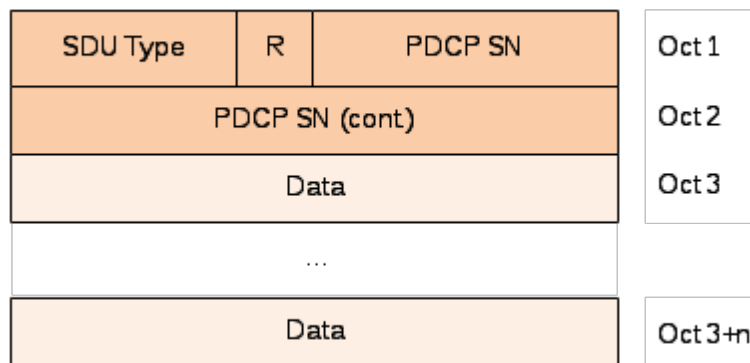 SDU Type R PDCP SN Oct 1
PDCP SN (cont) Oct 2
Data Oct 3
...
Data Oct 3+n